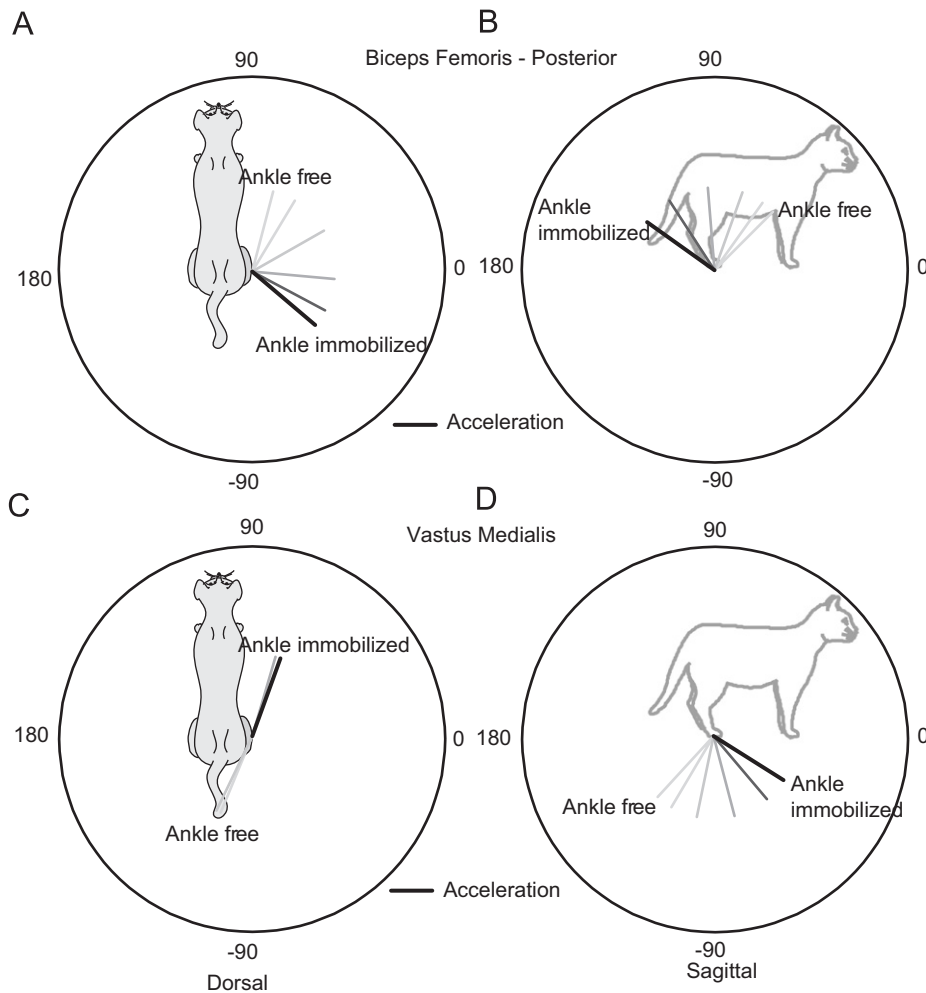 A
B
90
Biceps Femoris - Posterior
90
Ankle free
Ankle
immobilized
Ankle free
180
0
180
0
Ankle immobilized
Acceleration
-90
-90
C
D
90
Vastus Medialis
90
Ankle immobilized
180
0
180
0
Ankle free
Ankle free
Ankle
immobilized
Acceleration
-90
-90
Dorsal
Sagittal